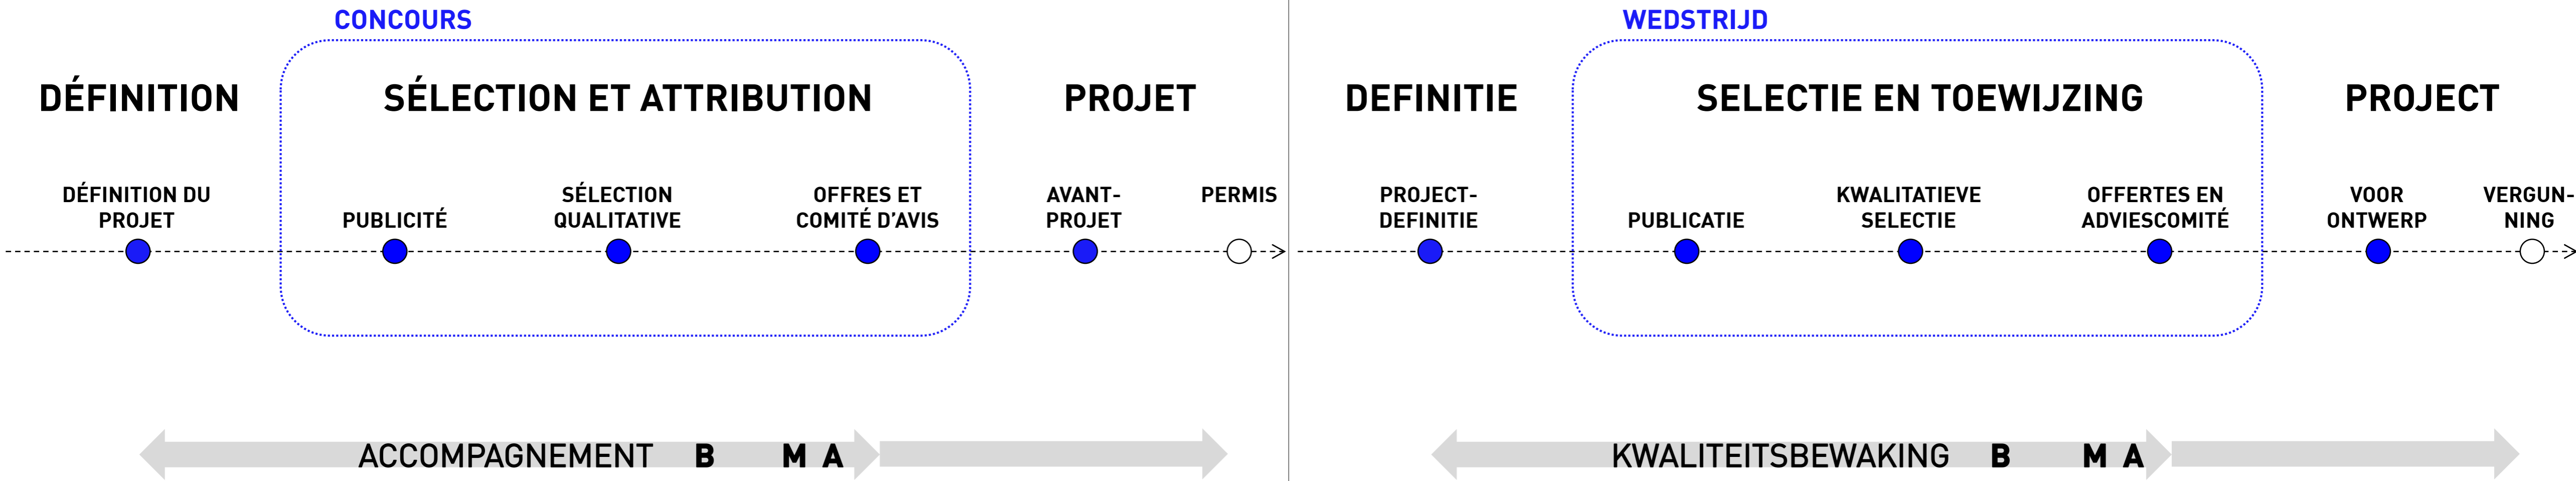 CONCOURS
DÉFINITION
SÉLECTION ET ATTRIBUTION
PROJET
DÉFINITION DU
PROJET
PUBLICITÉ
SÉLECTION
QUALITATIVE
OFFRES ET
COMITÉ D'AVIS
AVANT-
PROJET
PERMIS
ACCOMPAGNEMENT B M A
WEDSTRIJD
DEFINITIE
SELECTIE EN TOEWIJZING
PROJECT
PROJECT-
DEFINITIE
PUBLICATIE
KWALITATIEVE
SELECTIE
OFFERTES EN
ADVIESCOMITÉ
VOOR
ONTWERP
VERGUN-
NING
KWALITEITSBEWAKING B M A